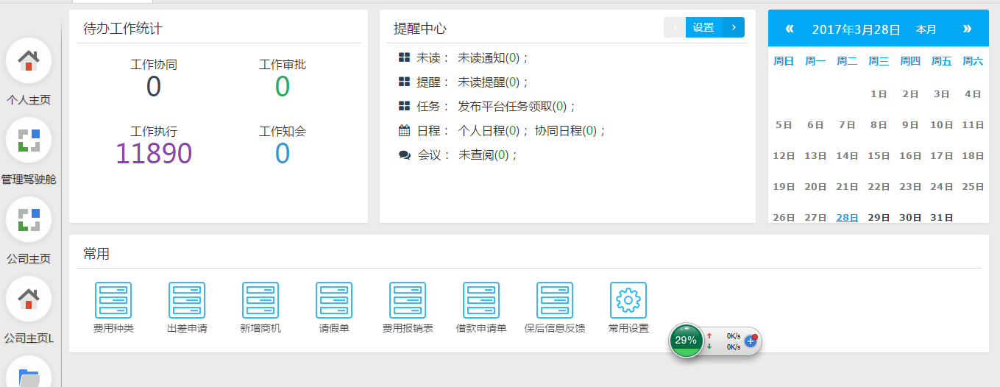 个人主页
管理驾驶舱
公司主页
公司主页L
待办工作统计
工作协同
0
工作审批
0
工作执行
11890
工作知会
0
提醒中心
设置
未读： 未读通知(0)；
提醒： 未读提醒(0)；
任务： 发布平台任务领取(0)；
日程： 个人日程(0)； 协同日程(0)；
会议： 未查阅(0)；
« 2017年3月28日 本月 »
周日 周一 周二 周三 周四 周五 周六
1日 2日 3日 4日
5日 6日 7日 8日 9日 10日 11日
12日 13日 14日 15日 16日 17日 18日
19日 20日 21日 22日 23日 24日 25日
26日 27日 28日 29日 30日 31日
常用
费用种类 出差申请 新增商机 请假单 费用报销表 借款申请单 保后信息反馈 常用设置
29%
0K/s
0K/s